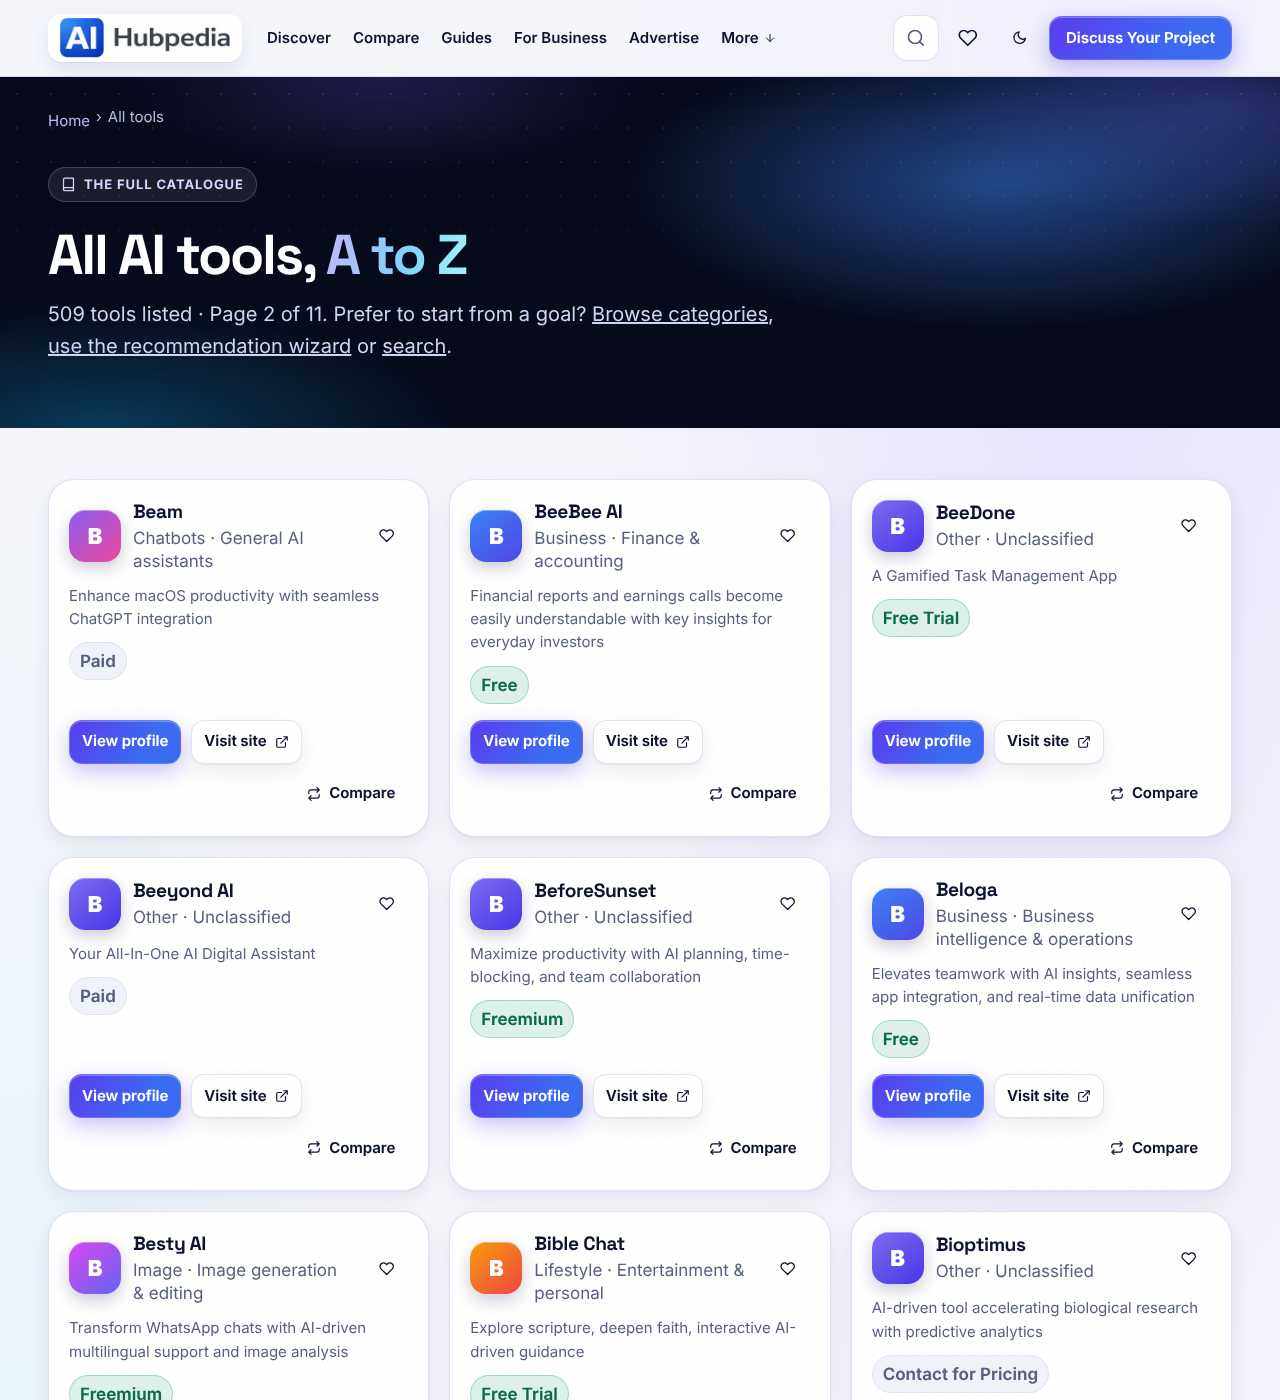 AI Hubpedia
Discover
Compare
Guides
For Business
Advertise
More ↓
Discuss Your Project
Home › All tools
THE FULL CATALOGUE
All AI tools, A to Z
509 tools listed · Page 2 of 11. Prefer to start from a goal? Browse categories,
use the recommendation wizard or search.
B
Beam
Chatbots · General AI
assistants
Enhance macOS productivity with seamless
ChatGPT integration
Paid
View profile
Visit site
Compare
B
BeeBee AI
Business · Finance &
accounting
Financial reports and earnings calls become
easily understandable with key insights for
everyday investors
Free
View profile
Visit site
Compare
B
BeeDone
Other · Unclassified
A Gamified Task Management App
Free Trial
View profile
Visit site
Compare
B
Beeyond AI
Other · Unclassified
Your All-In-One AI Digital Assistant
Paid
View profile
Visit site
Compare
B
BeforeSunset
Other · Unclassified
Maximize productivity with AI planning, time-
blocking, and team collaboration
Freemium
View profile
Visit site
Compare
B
Beloga
Business · Business
intelligence & operations
Elevates teamwork with AI insights, seamless
app integration, and real-time data unification
Free
View profile
Visit site
Compare
B
Besty AI
Image · Image generation
& editing
Transform WhatsApp chats with AI-driven
multilingual support and image analysis
Freemium
B
Bible Chat
Lifestyle · Entertainment &
personal
Explore scripture, deepen faith, interactive AI-
driven guidance
Free Trial
B
Bioptimus
Other · Unclassified
AI-driven tool accelerating biological research
with predictive analytics
Contact for Pricing